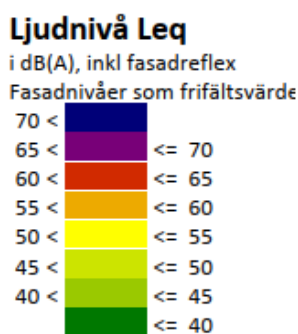 Ljudnivå Leq
i dB(A), inkl fasadreflex
Fasadnivåer som frifältsvärde
70 <
65 < <= 70
60 < <= 65
55 < <= 60
50 < <= 55
45 < <= 50
40 < <= 45
<= 40